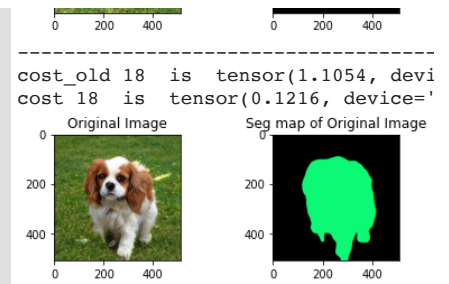 0 200 400 0 200 400
------------------------------------
cost_old 18 is tensor(1.1054, devi
cost 18 is tensor(0.1216, device='
Original Image Seg map of Original Image
0 0
200 200
400 400
0 200 400 0 200 400